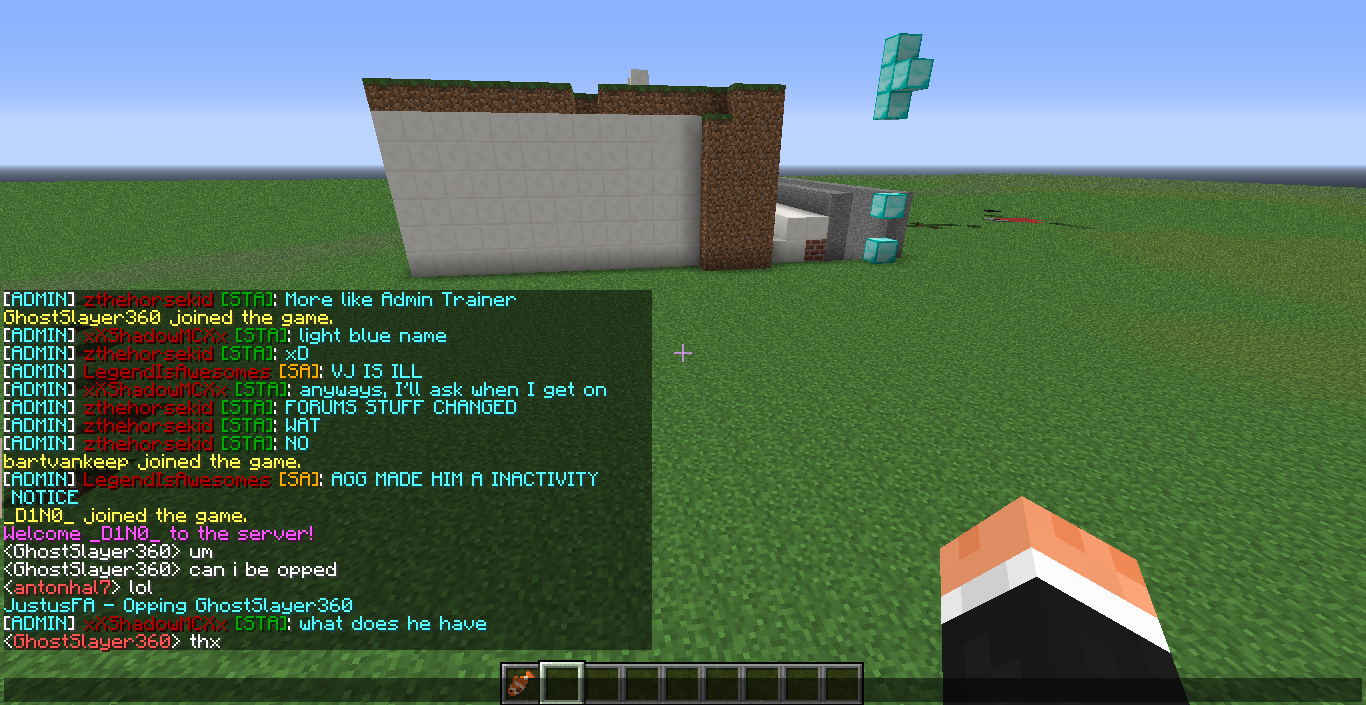 [ADMIN] zthehorsekid [STA]: More like Admin Trainer
GhostSlayer360 joined the game.
[ADMIN] xXShadowMCXx [STA]: light blue name
[ADMIN] zthehorsekid [STA]: xD
[ADMIN] LegendIsAwesomes [SA]: VJ IS ILL
[ADMIN] xXShadowMCXx [STA]: anyways, I'll ask when I get on
[ADMIN] zthehorsekid [STA]: FORUMS STUFF CHANGED
[ADMIN] zthehorsekid [STA]: WAT
[ADMIN] zthehorsekid [STA]: NO
bartvankeep joined the game.
[ADMIN] LegendIsAwesomes [SA]: AGG MADE HIM A INACTIVITY
NOTICE
_D1N0_ joined the game.
Welcome _D1N0_ to the server!
<GhostSlayer360> um
<GhostSlayer360> can i be opped
<antonhal7> lol
JustusFA - Opping GhostSlayer360
[ADMIN] xXShadowMCXx [STA]: what does he have
<GhostSlayer360> thx